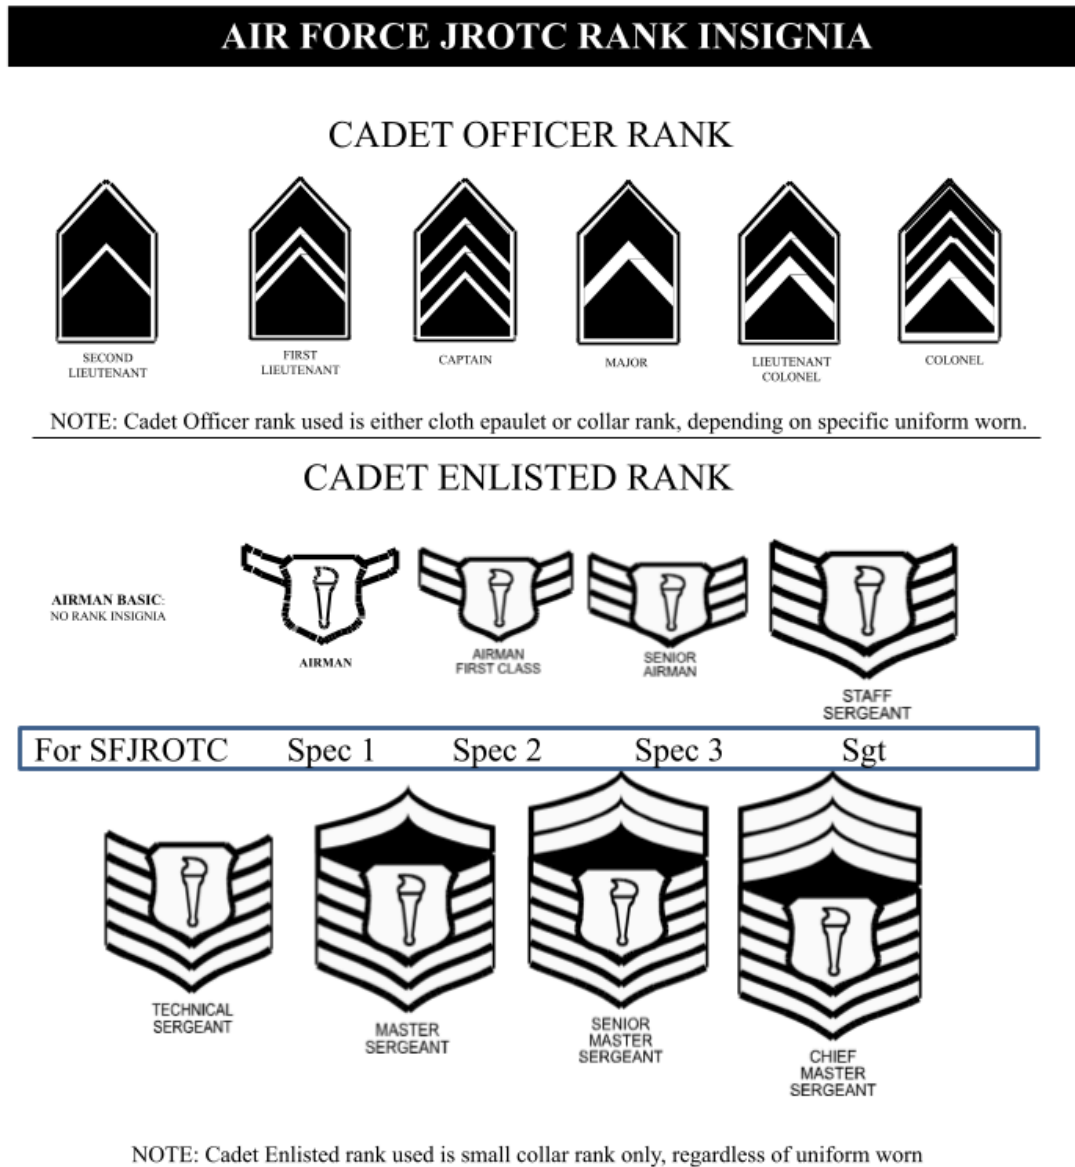 AIR FORCE JROTC RANK INSIGNIA
CADET OFFICER RANK
SECOND
LIEUTENANT
FIRST
LIEUTENANT
CAPTAIN
MAJOR
LIEUTENANT
COLONEL
COLONEL
NOTE: Cadet Officer rank used is either cloth epaulet or collar rank, depending on specific uniform worn.
CADET ENLISTED RANK
AIRMAN BASIC:
NO RANK INSIGNIA
AIRMAN
AIRMAN
FIRST CLASS
SENIOR
AIRMAN
STAFF
SERGEANT
For SFJROTC Spec 1 Spec 2 Spec 3 Sgt
TECHNICAL
SERGEANT
MASTER
SERGEANT
SENIOR
MASTER
SERGEANT
CHIEF
MASTER
SERGEANT
NOTE: Cadet Enlisted rank used is small collar rank only, regardless of uniform worn